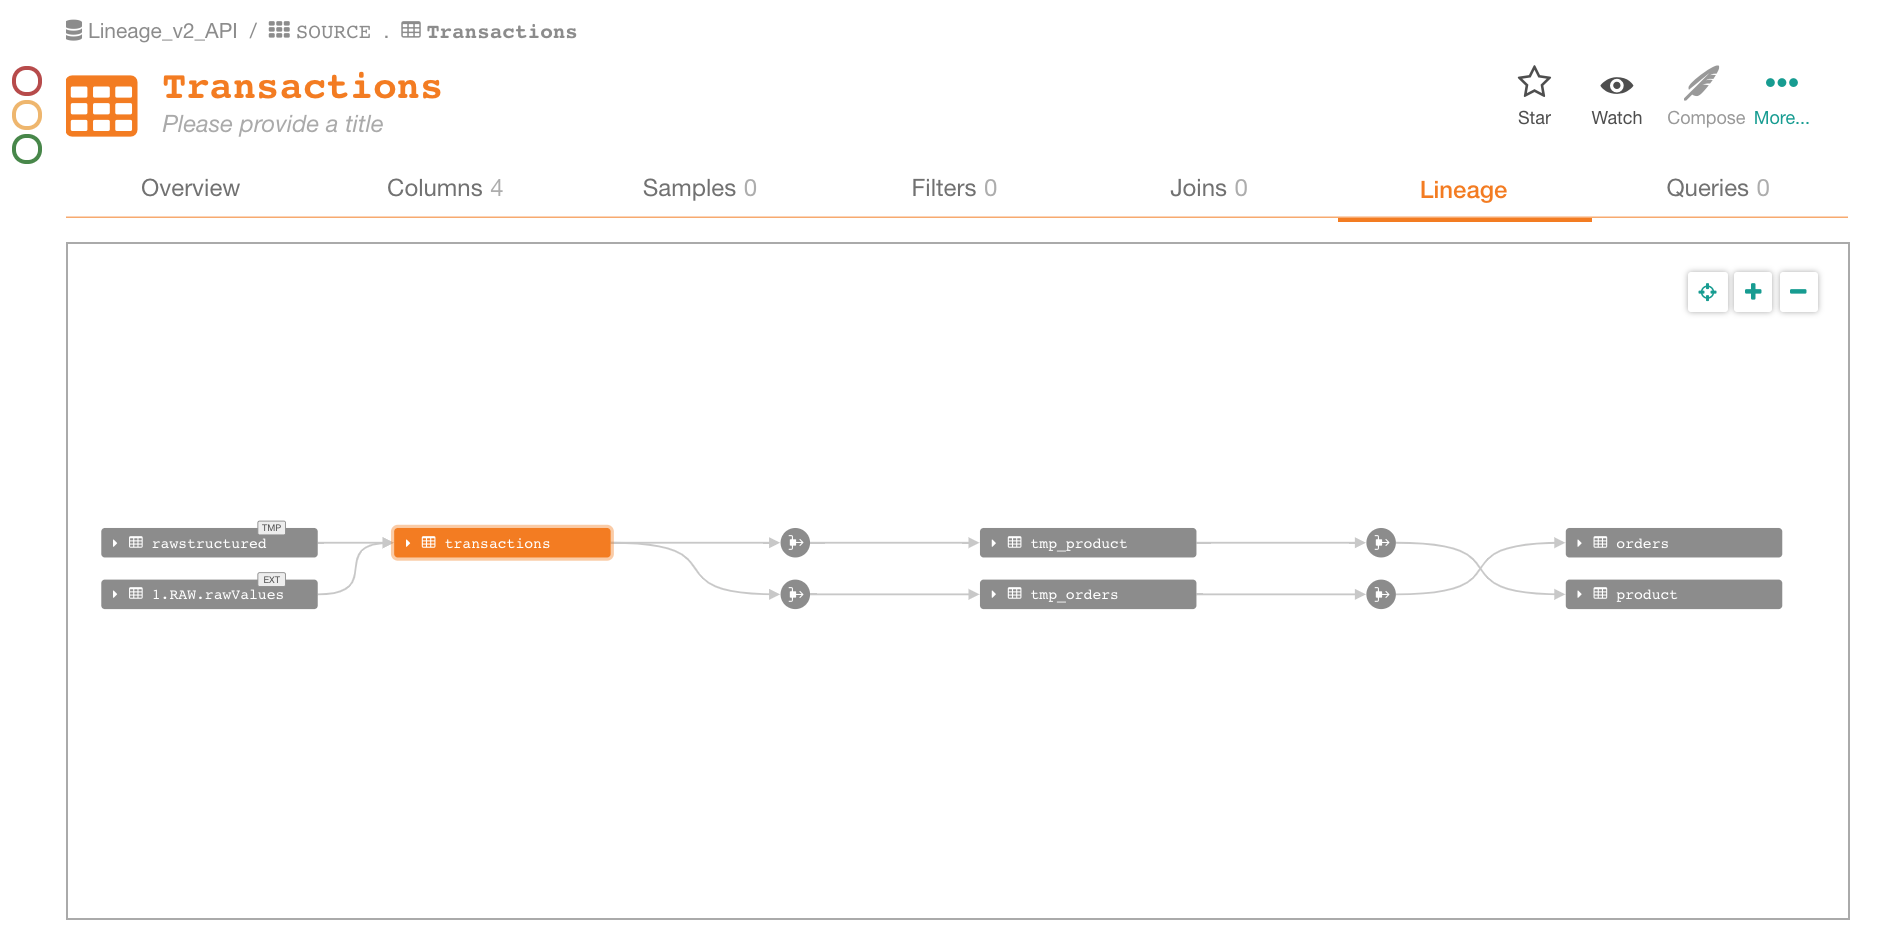 Lineage_v2_API / SOURCE . Transactions
Transactions
Please provide a title
Star Watch Compose More...
Overview Columns 4 Samples 0 Filters 0 Joins 0 Lineage Queries 0
TMP
rawstructured transactions tmp_product orders
EXT
1.RAW.rawValues tmp_orders product